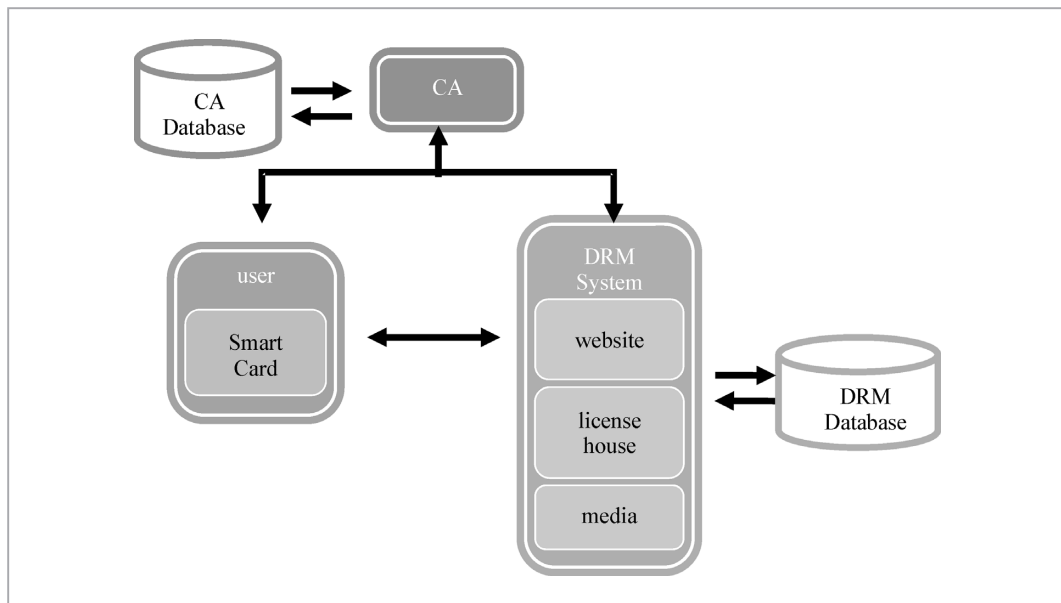 CA
Database
CA
user
Smart
Card
DRM
System
website
license
house
media
DRM
Database